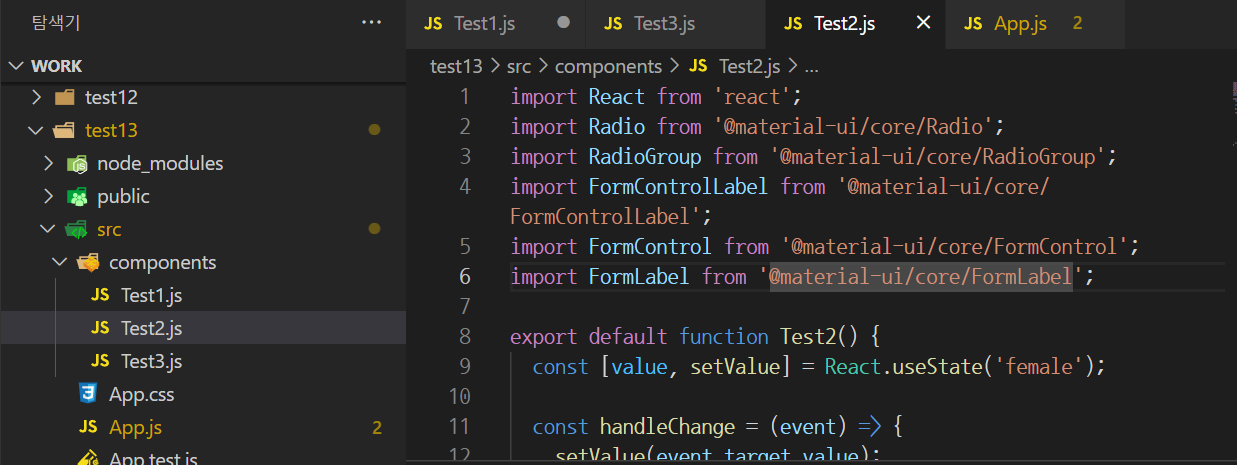 탐색기 ...
WORK
test12
test13
node_modules
public
src
components
JS Test1.js
JS Test2.js
JS Test3.js
App.css
JS App.js 2
App.test.js
JS Test1.js
JS Test3.js
JS Test2.js ×
JS App.js 2
test13 > src > components > JS Test2.js > ...
1 import React from 'react';
2 import Radio from '@material-ui/core/Radio';
3 import RadioGroup from '@material-ui/core/RadioGroup';
4 import FormControlLabel from '@material-ui/core/
FormControlLabel';
5 import FormControl from '@material-ui/core/FormControl';
6 import FormLabel from '@material-ui/core/FormLabel';
7
8 export default function Test2() {
9 const [value, setValue] = React.useState('female');
10
11 const handleChange = (event) => {
12 setValue(event.target.value);